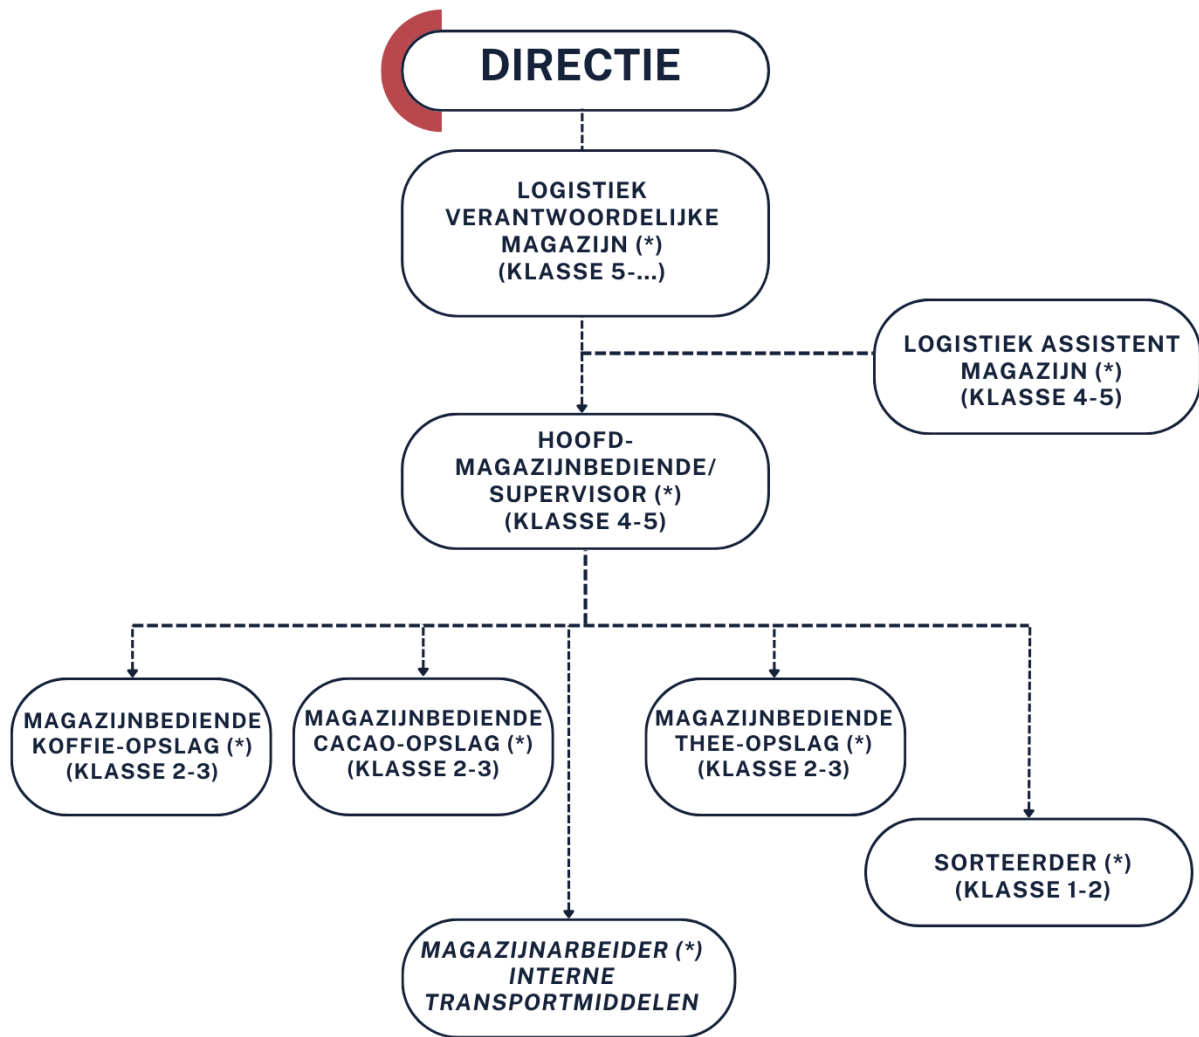 DIRECTIE
LOGISTIEK
VERANTWOORDELIJKE
MAGAZIJN (*)
(KLASSE 5-...)
LOGISTIEK ASSISTENT
MAGAZIJN (*)
(KLASSE 4-5)
HOOFD-
MAGAZIJNBEDIENDE/
SUPERVISOR (*)
(KLASSE 4-5)
MAGAZIJNBEDIENDE
KOFFIE-OPSLAG (*)
(KLASSE 2-3)
MAGAZIJNBEDIENDE
CACAO-OPSLAG (*)
(KLASSE 2-3)
MAGAZIJNBEDIENDE
THEE-OPSLAG (*)
(KLASSE 2-3)
SORTEERDER (*)
(KLASSE 1-2)
MAGAZIJNARBEIDER (*)
INTERNE
TRANSPORTMIDDELEN